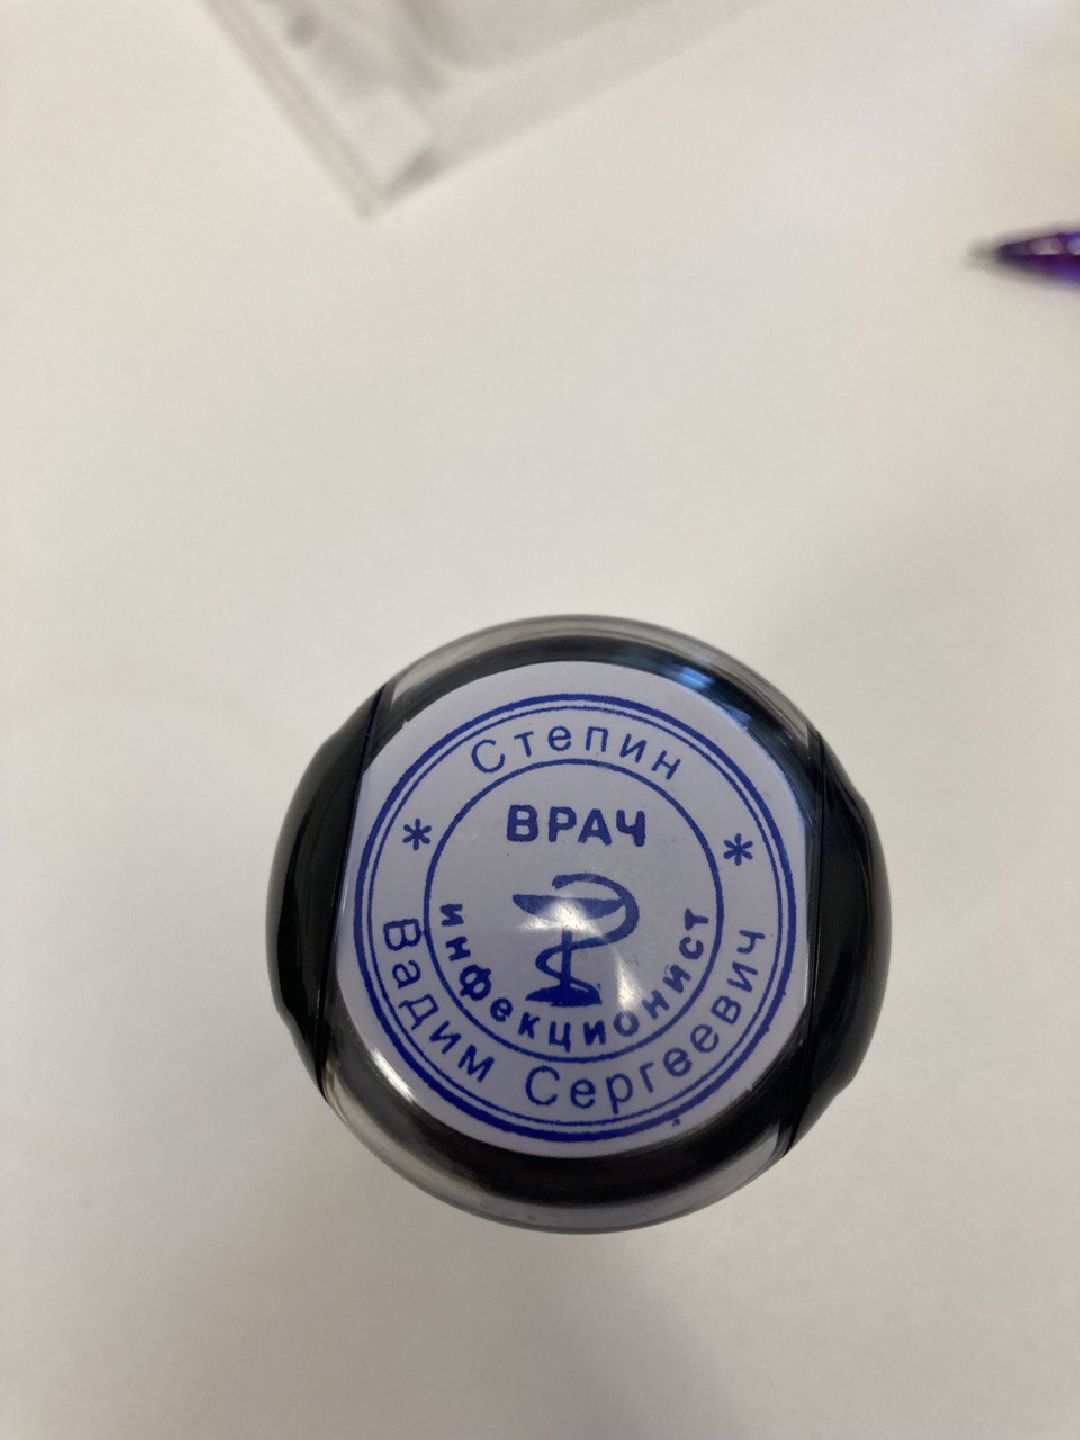 Степин
ВРАЧ
инфекционист
* Вадим Сергеевич *